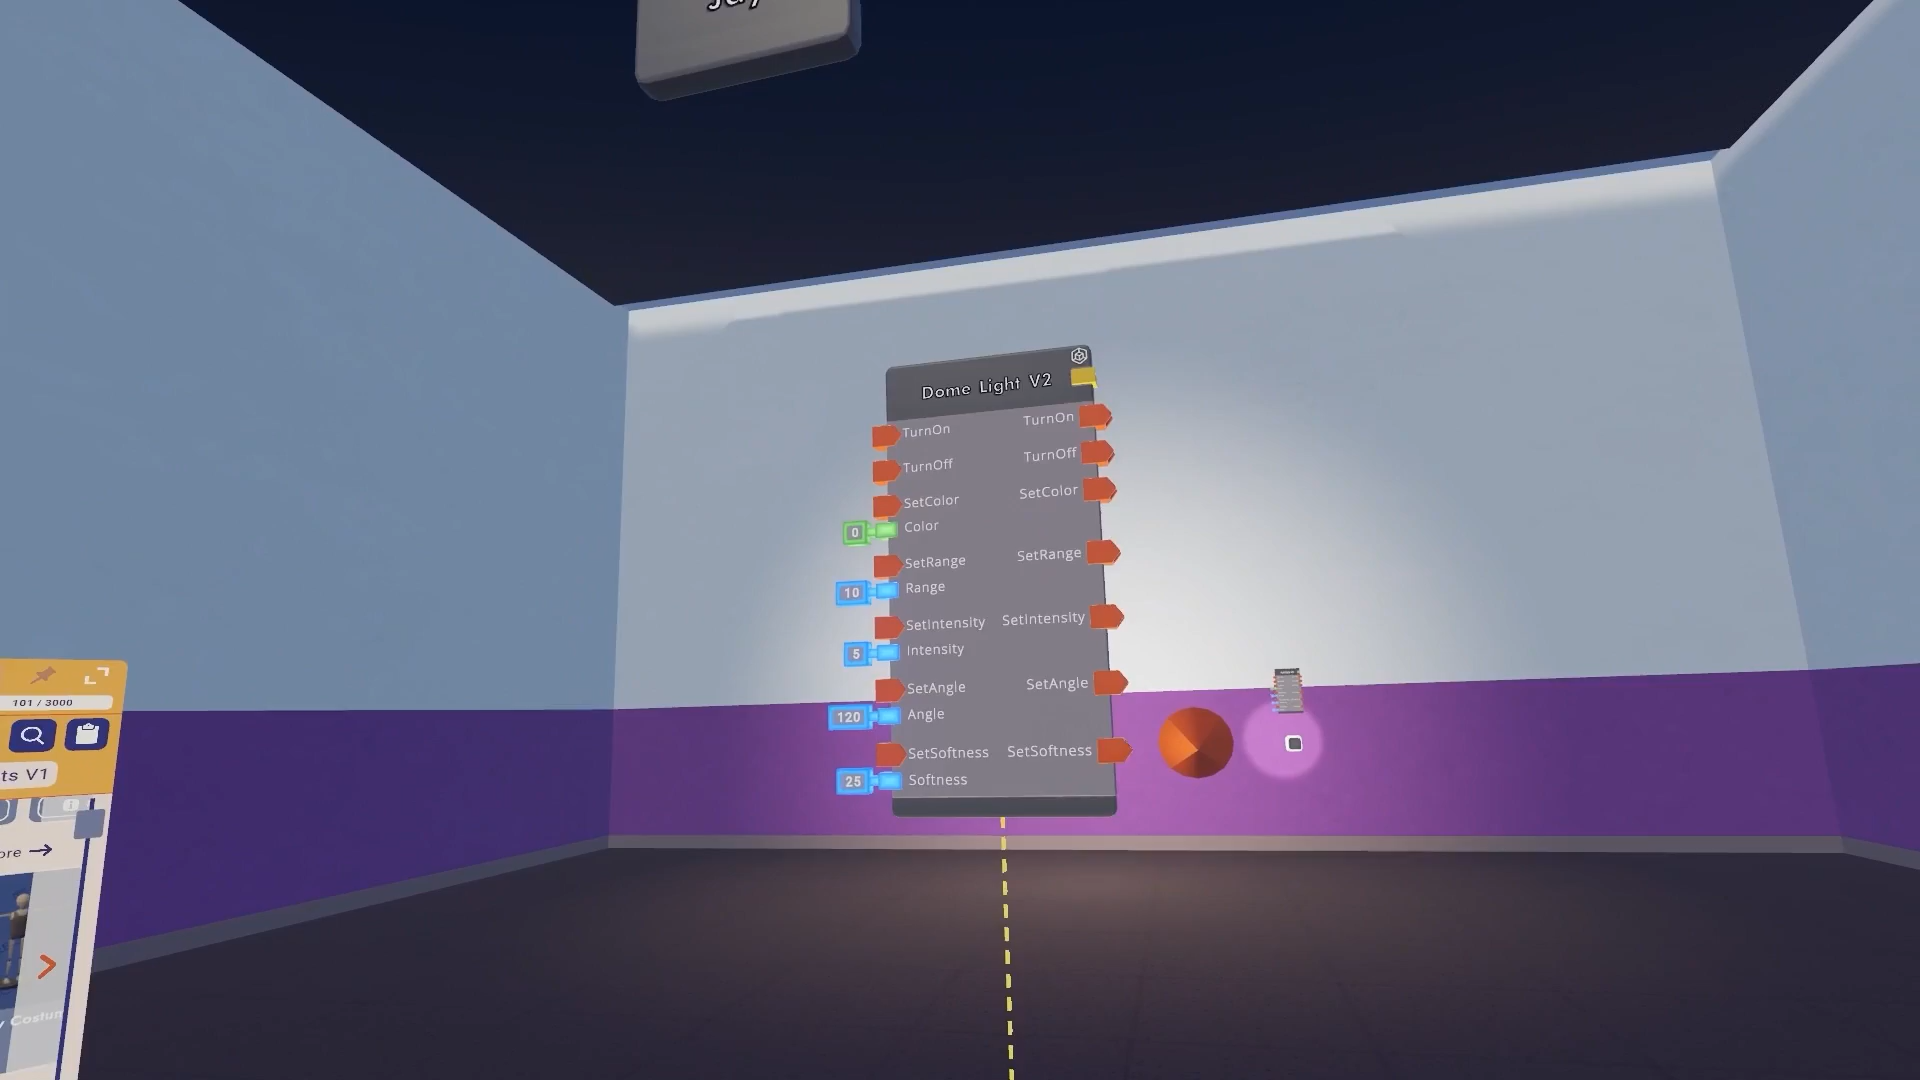 Dome Light V2
TurnOn TurnOn
TurnOff TurnOff
SetColor SetColor
0 Color
SetRange SetRange
10 Range
SetIntensity SetIntensity
5 Intensity
SetAngle SetAngle
120 Angle
SetSoftness SetSoftness
25 Softness
101 / 3000
ts V1
ore
Costum